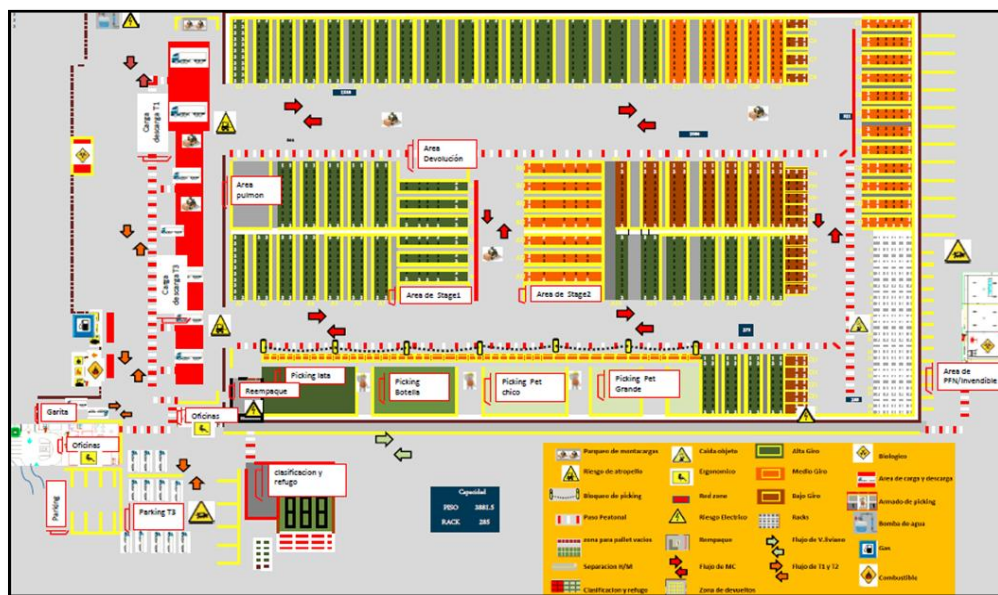 Carga
descarga T1
Area
Devolución
Area
pulmon
Carga
descarga T3
Area de Stage1
Area de Stage2
Picking lata
Reempaque
Picking
Botella
Picking Pet
chico
Picking Pet
Grande
Area de
PFN/Invendible
Garita
Oficinas
Oficinas
Parking
Parking T3
clasificacion y
refugo
Capacidad
PISO 3881.5
RACK 285
Parqueo de montacargas
Riesgo de atropello
Bloqueo de picking
Paso Peatonal
zona para pallet vacios
Separacion H/M
Clasificacion y refugo
Caida objeto
Ergonomico
Red zone
Riesgo Electrico
Reempaque
Flujo de MC
Zona de devueltos
Alto Giro
Medio Giro
Bajo Giro
Racks
Flujo de V.liviano
Flujo de T1 y T2
Biologico
Area de carga y descarga
Armado de picking
Bomba de agua
Gas
Combustible